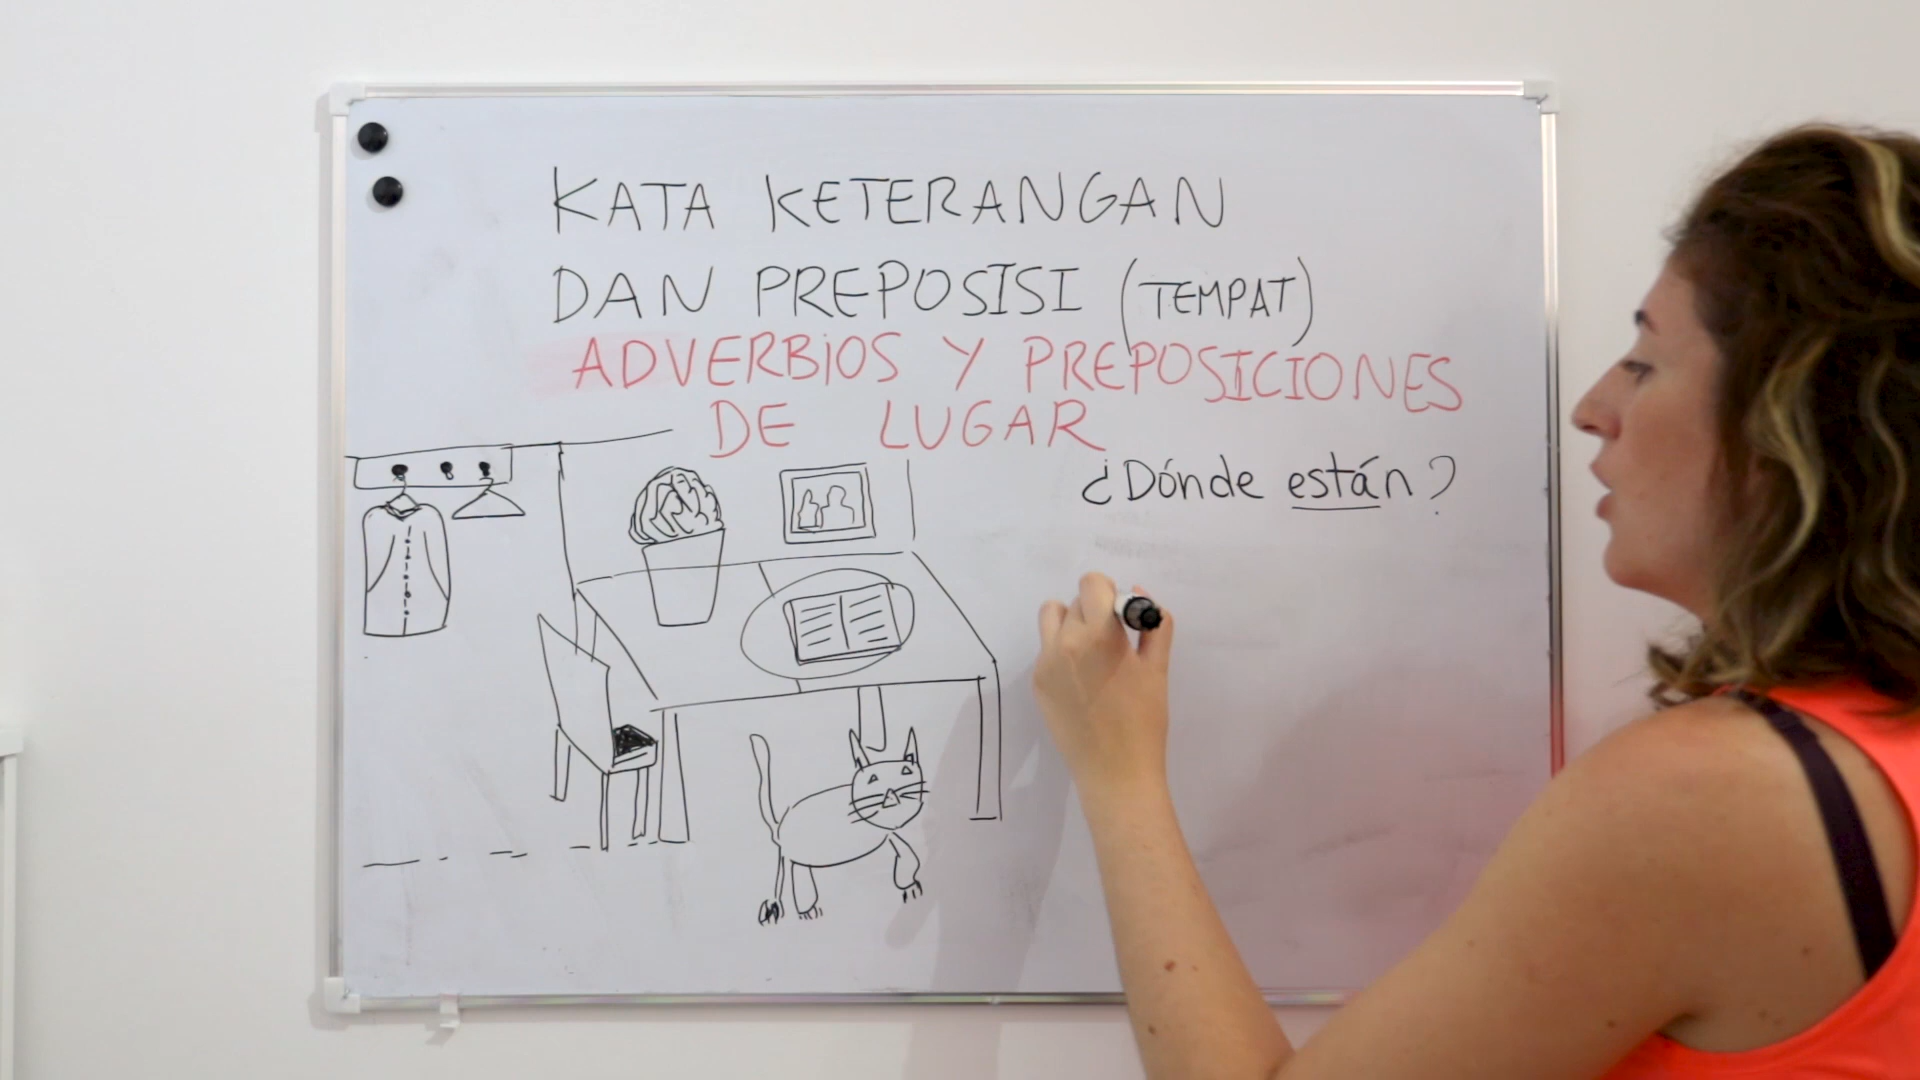 KATA KETERANGAN
DAN PREPOSISI (TEMPAT)
ADVERBiOS Y PREPOSICIONES
DE LUGAR
¿Dónde están?